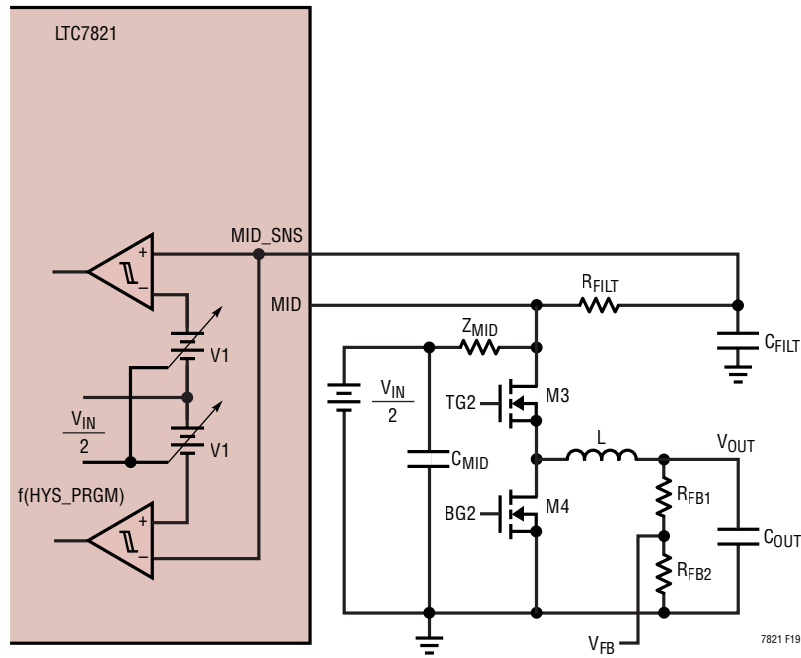 LTC7821
MID_SNS
+
–
MID
RFILT
ZMID
CFILT
V1
VIN
2
TG2
M3
VIN
2
V1
L
VOUT
CMID
RFB1
f(HYS_PRGM)
BG2
M4
+
–
COUT
RFB2
VFB
7821 F19